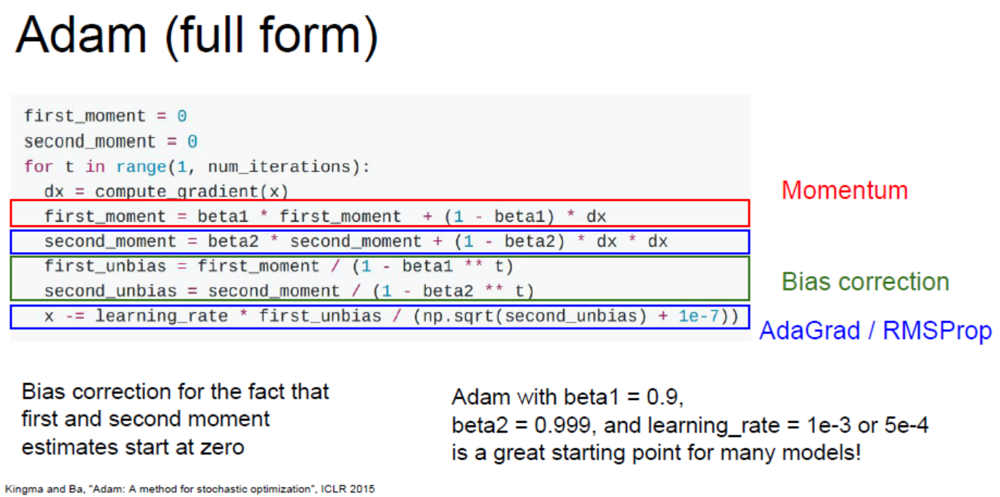 Adam (full form)
first_moment = 0
second_moment = 0
for t in range(1, num_iterations):
  dx = compute_gradient(x)
  first_moment = beta1 * first_moment  + (1 - beta1) * dx
  second_moment = beta2 * second_moment + (1 - beta2) * dx * dx
  first_unbias = first_moment / (1 - beta1 ** t)
  second_unbias = second_moment / (1 - beta2 ** t)
  x -= learning_rate * first_unbias / (np.sqrt(second_unbias) + 1e-7))
Momentum
Bias correction
AdaGrad / RMSProp
Bias correction for the fact that
first and second moment
estimates start at zero
Adam with beta1 = 0.9,
beta2 = 0.999, and learning_rate = 1e-3 or 5e-4
is a great starting point for many models!
Kingma and Ba, "Adam: A method for stochastic optimization", ICLR 2015